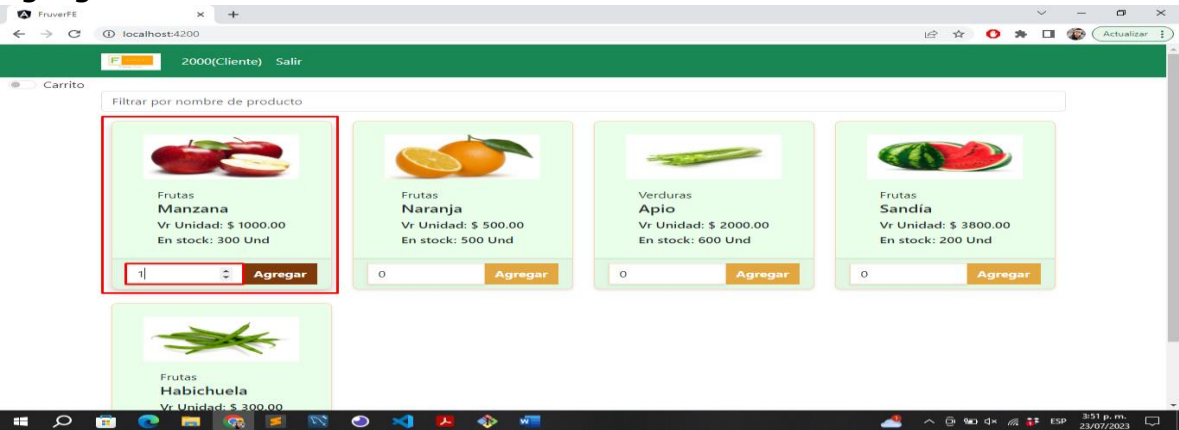 FruverFE
localhost:4200
Actualizar
F
2000(Cliente) Salir
Carrito
Filtrar por nombre de producto
Frutas
Manzana
Vr Unidad: $ 1000.00
En stock: 300 Und
1 Agregar
Frutas
Naranja
Vr Unidad: $ 500.00
En stock: 500 Und
0 Agregar
Verduras
Apio
Vr Unidad: $ 2000.00
En stock: 600 Und
0 Agregar
Frutas
Sandía
Vr Unidad: $ 3800.00
En stock: 200 Und
0 Agregar
Frutas
Habichuela
Vr Unidad: $ 300.00
ESP
3:51 p. m.
23/07/2023